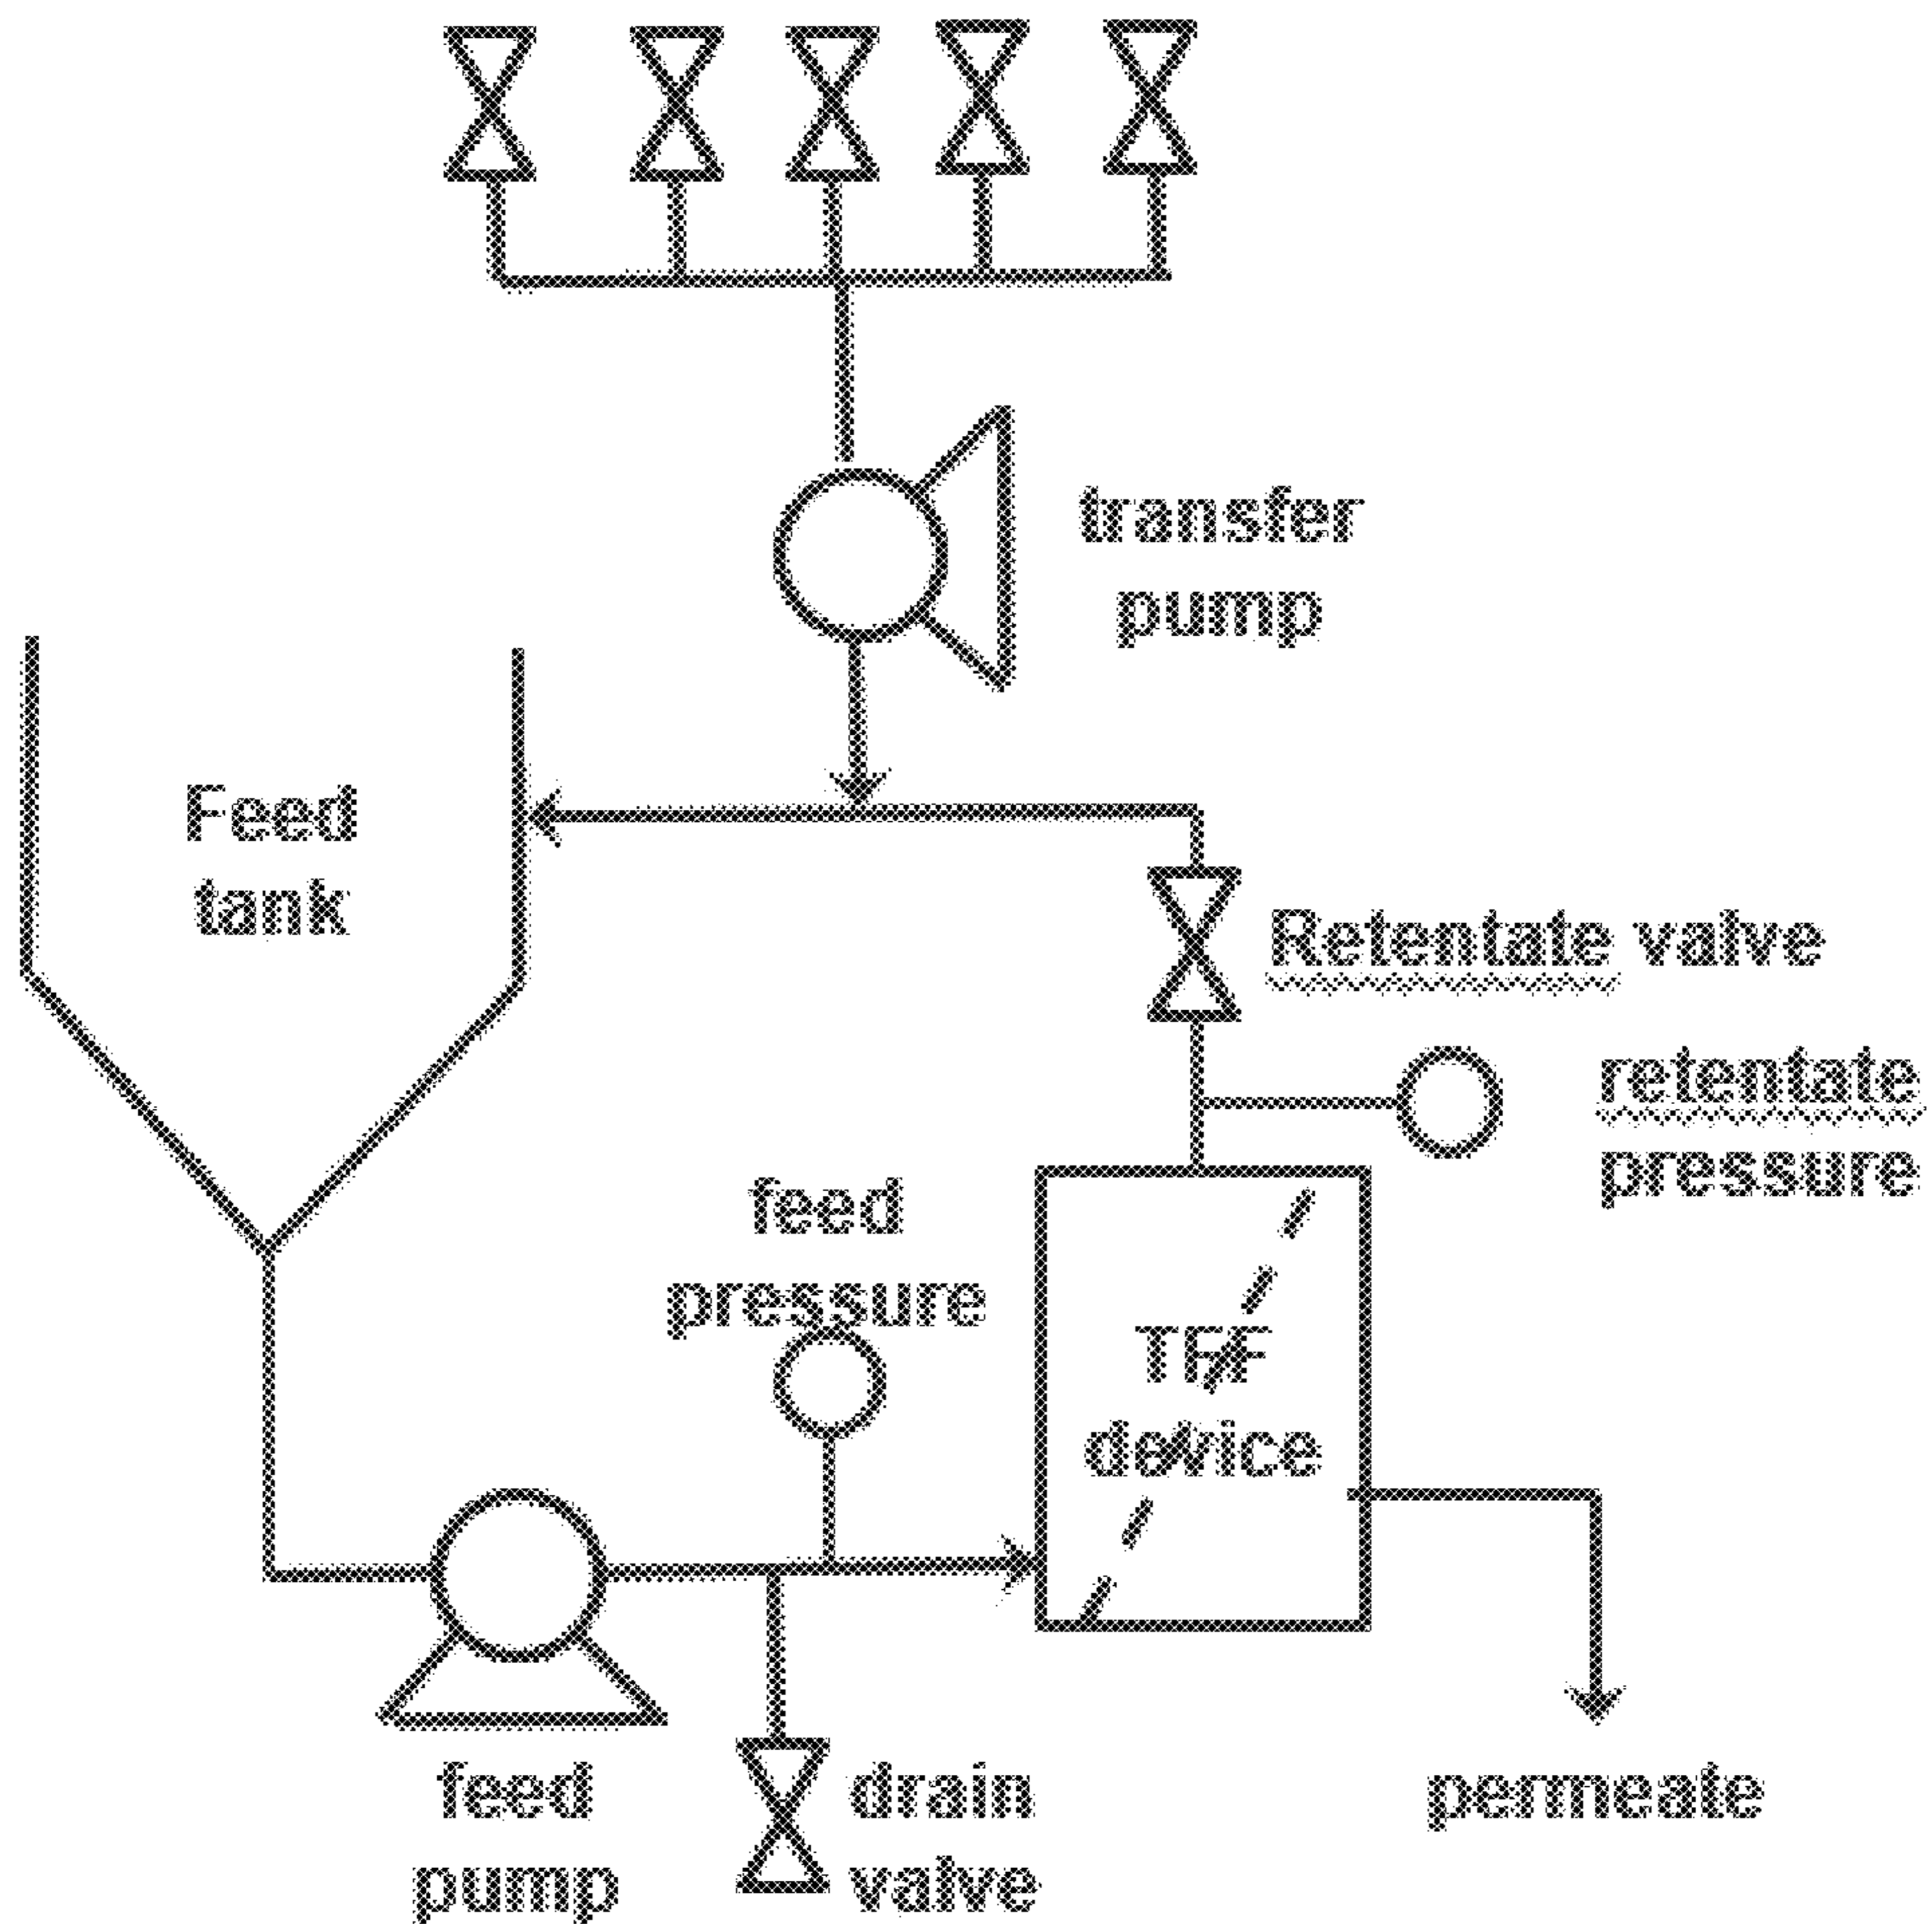 transfer
pump
Feed
tank
Retentate valve
retentate
pressure
feed
pressure
TFF
device
feed
pump
drain
valve
permeate